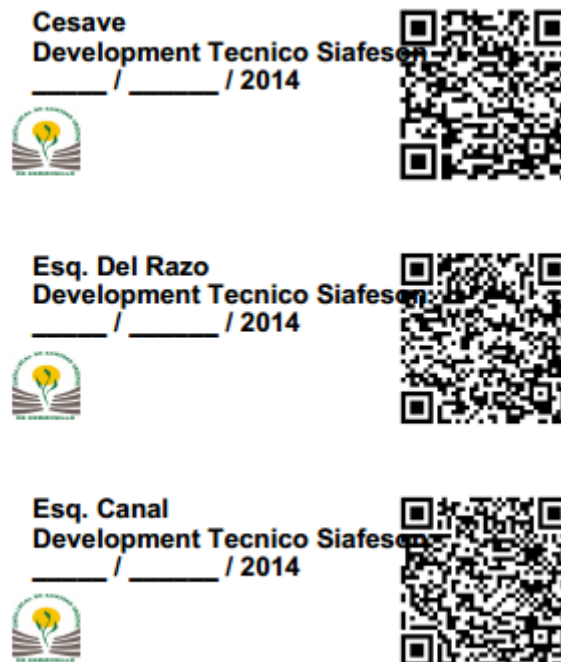 Cesave
Development Tecnico Siafeson
_____ / ______ / 2014
Esq. Del Razo
Development Tecnico Siafeson
_____ / ______ / 2014
Esq. Canal
Development Tecnico Siafeson
_____ / ______ / 2014